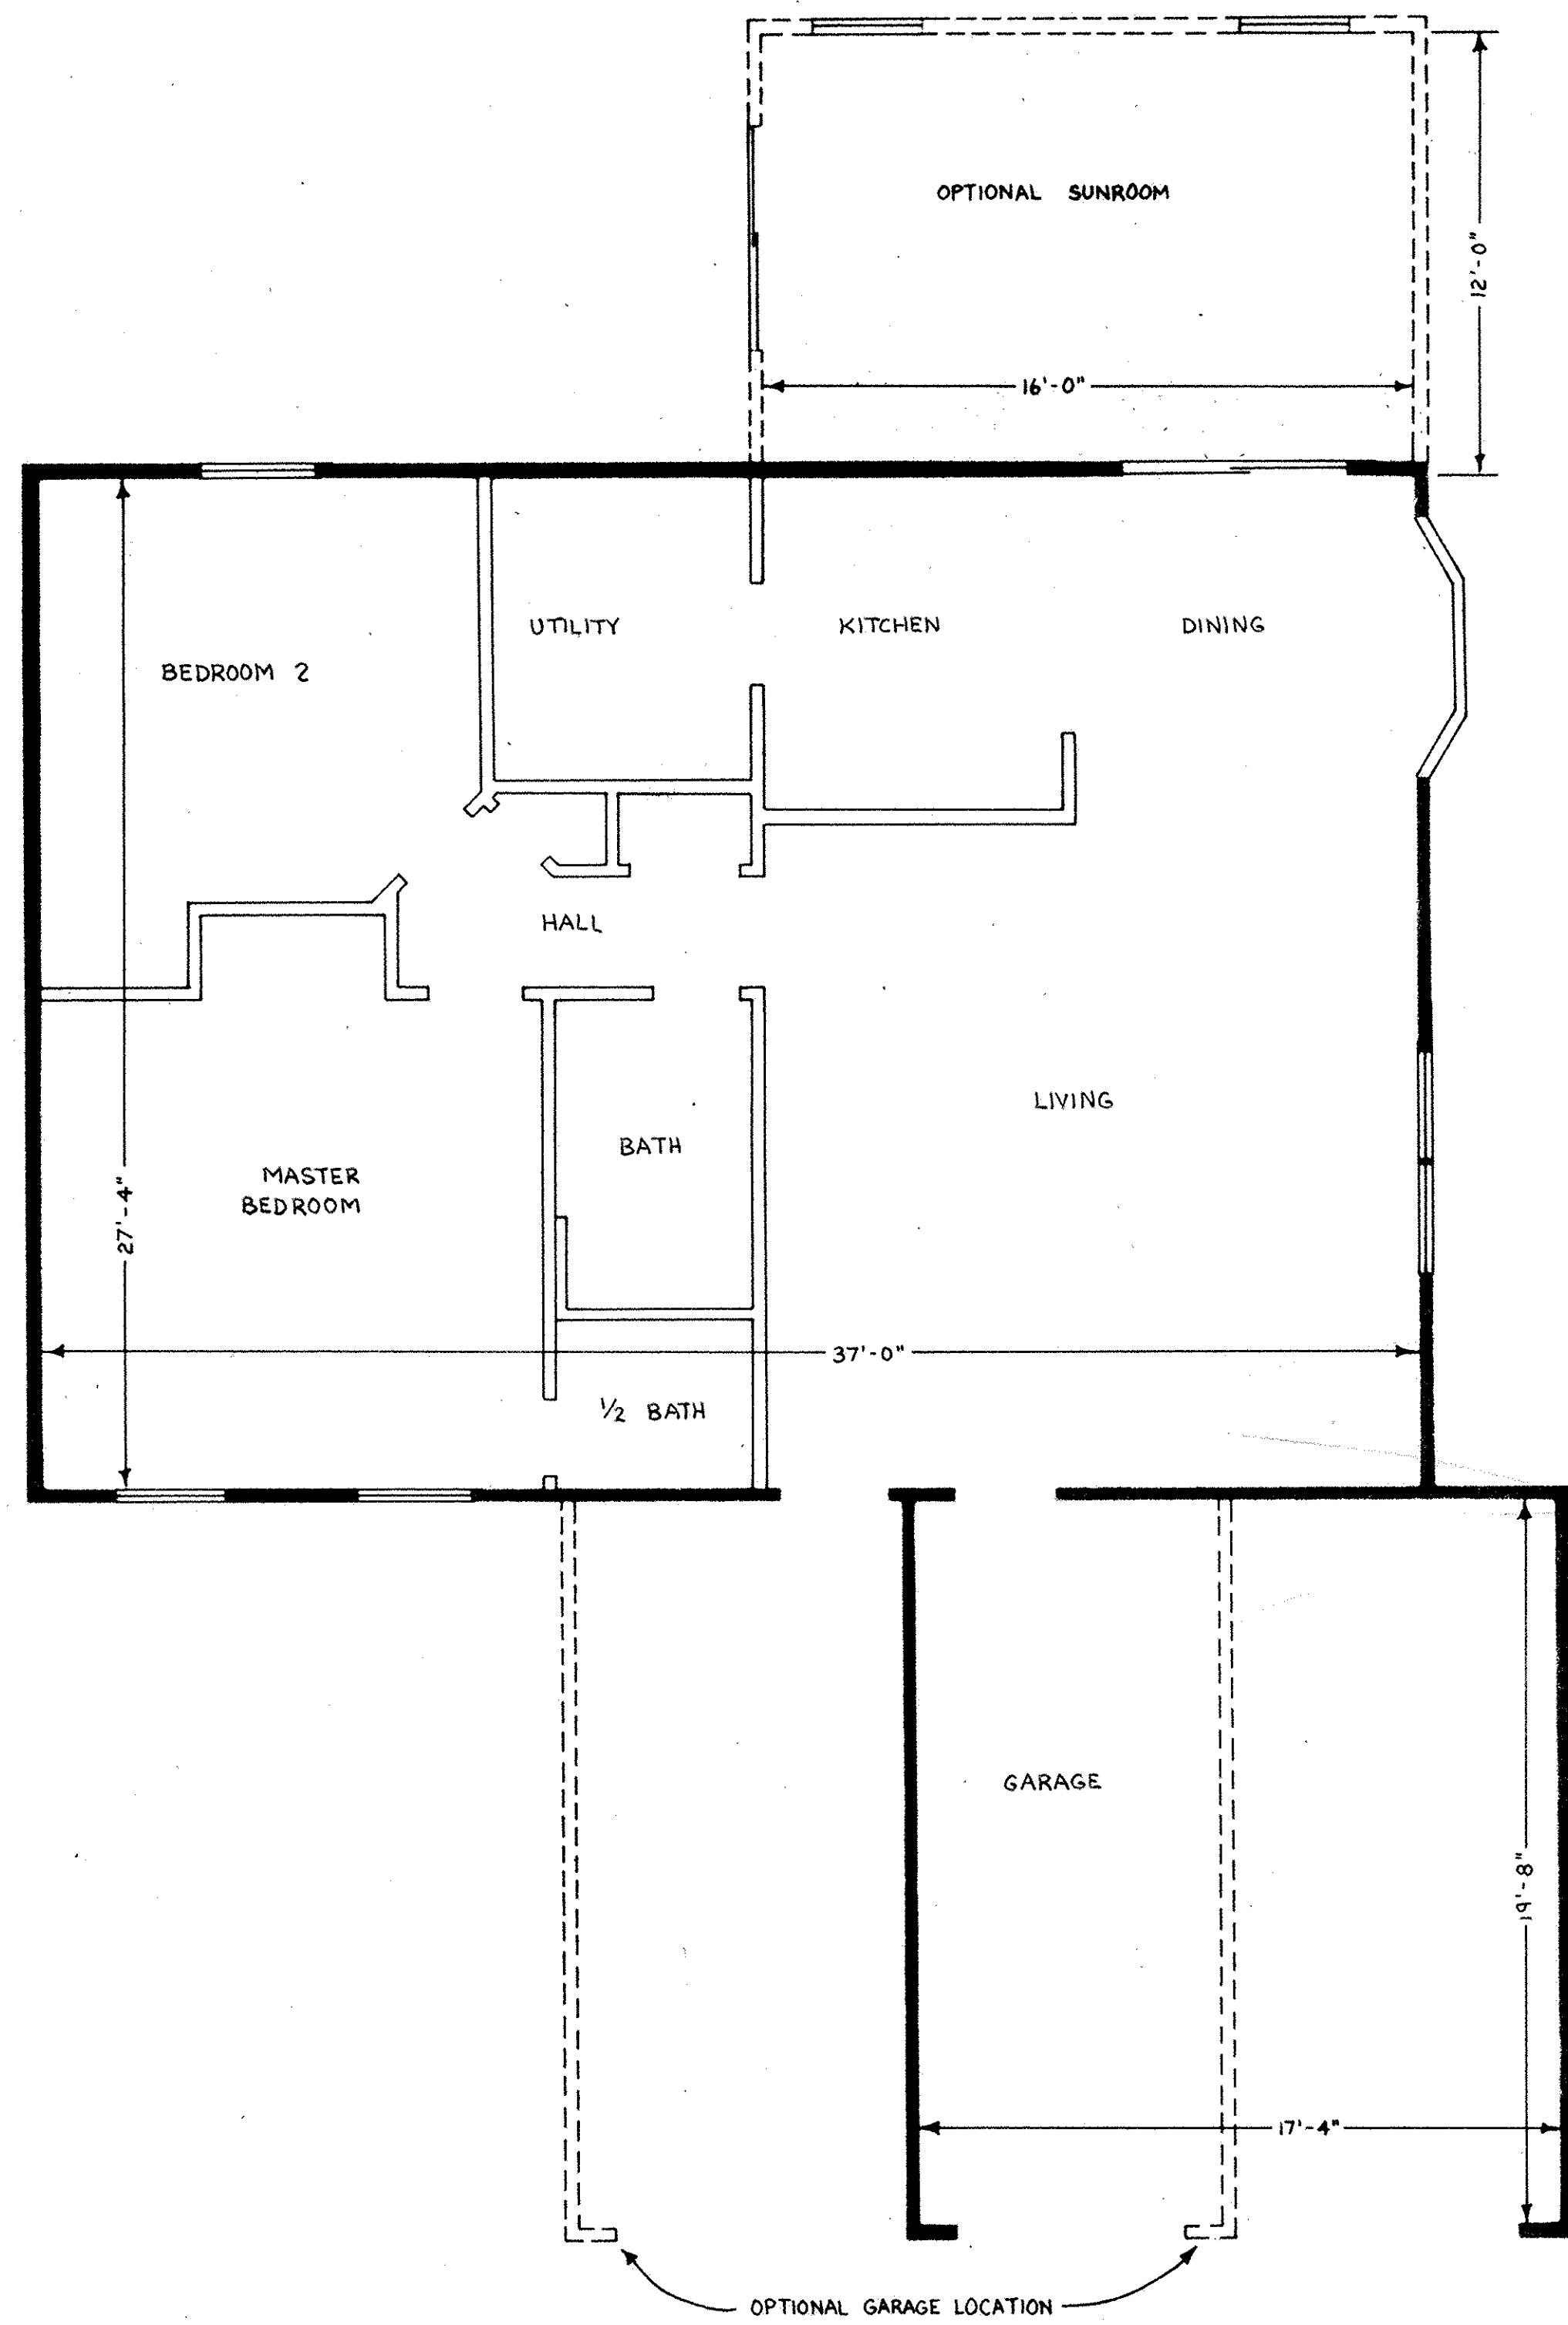 OPTIONAL SUNROOM
12'-0"
16'-0"
UTILITY
KITCHEN
DINING
BEDROOM 2
HALL
LIVING
BATH
MASTER
BEDROOM
27'-4"
37'-0"
1/2 BATH
GARAGE
19'-8"
17'-4"
OPTIONAL GARAGE LOCATION